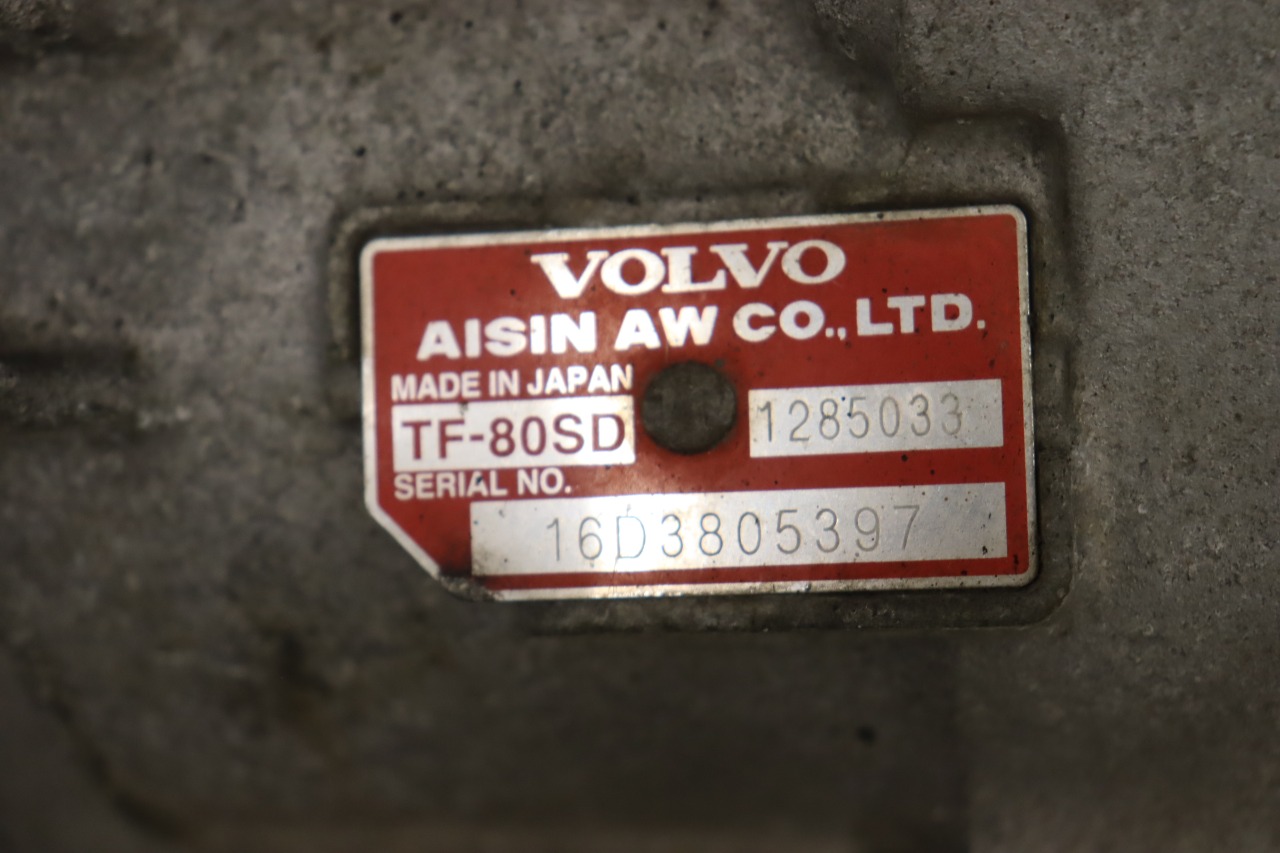 VOLVO
AISIN AW CO., LTD.
MADE IN JAPAN
TF-80SD 1285033
SERIAL NO.
16D3805397